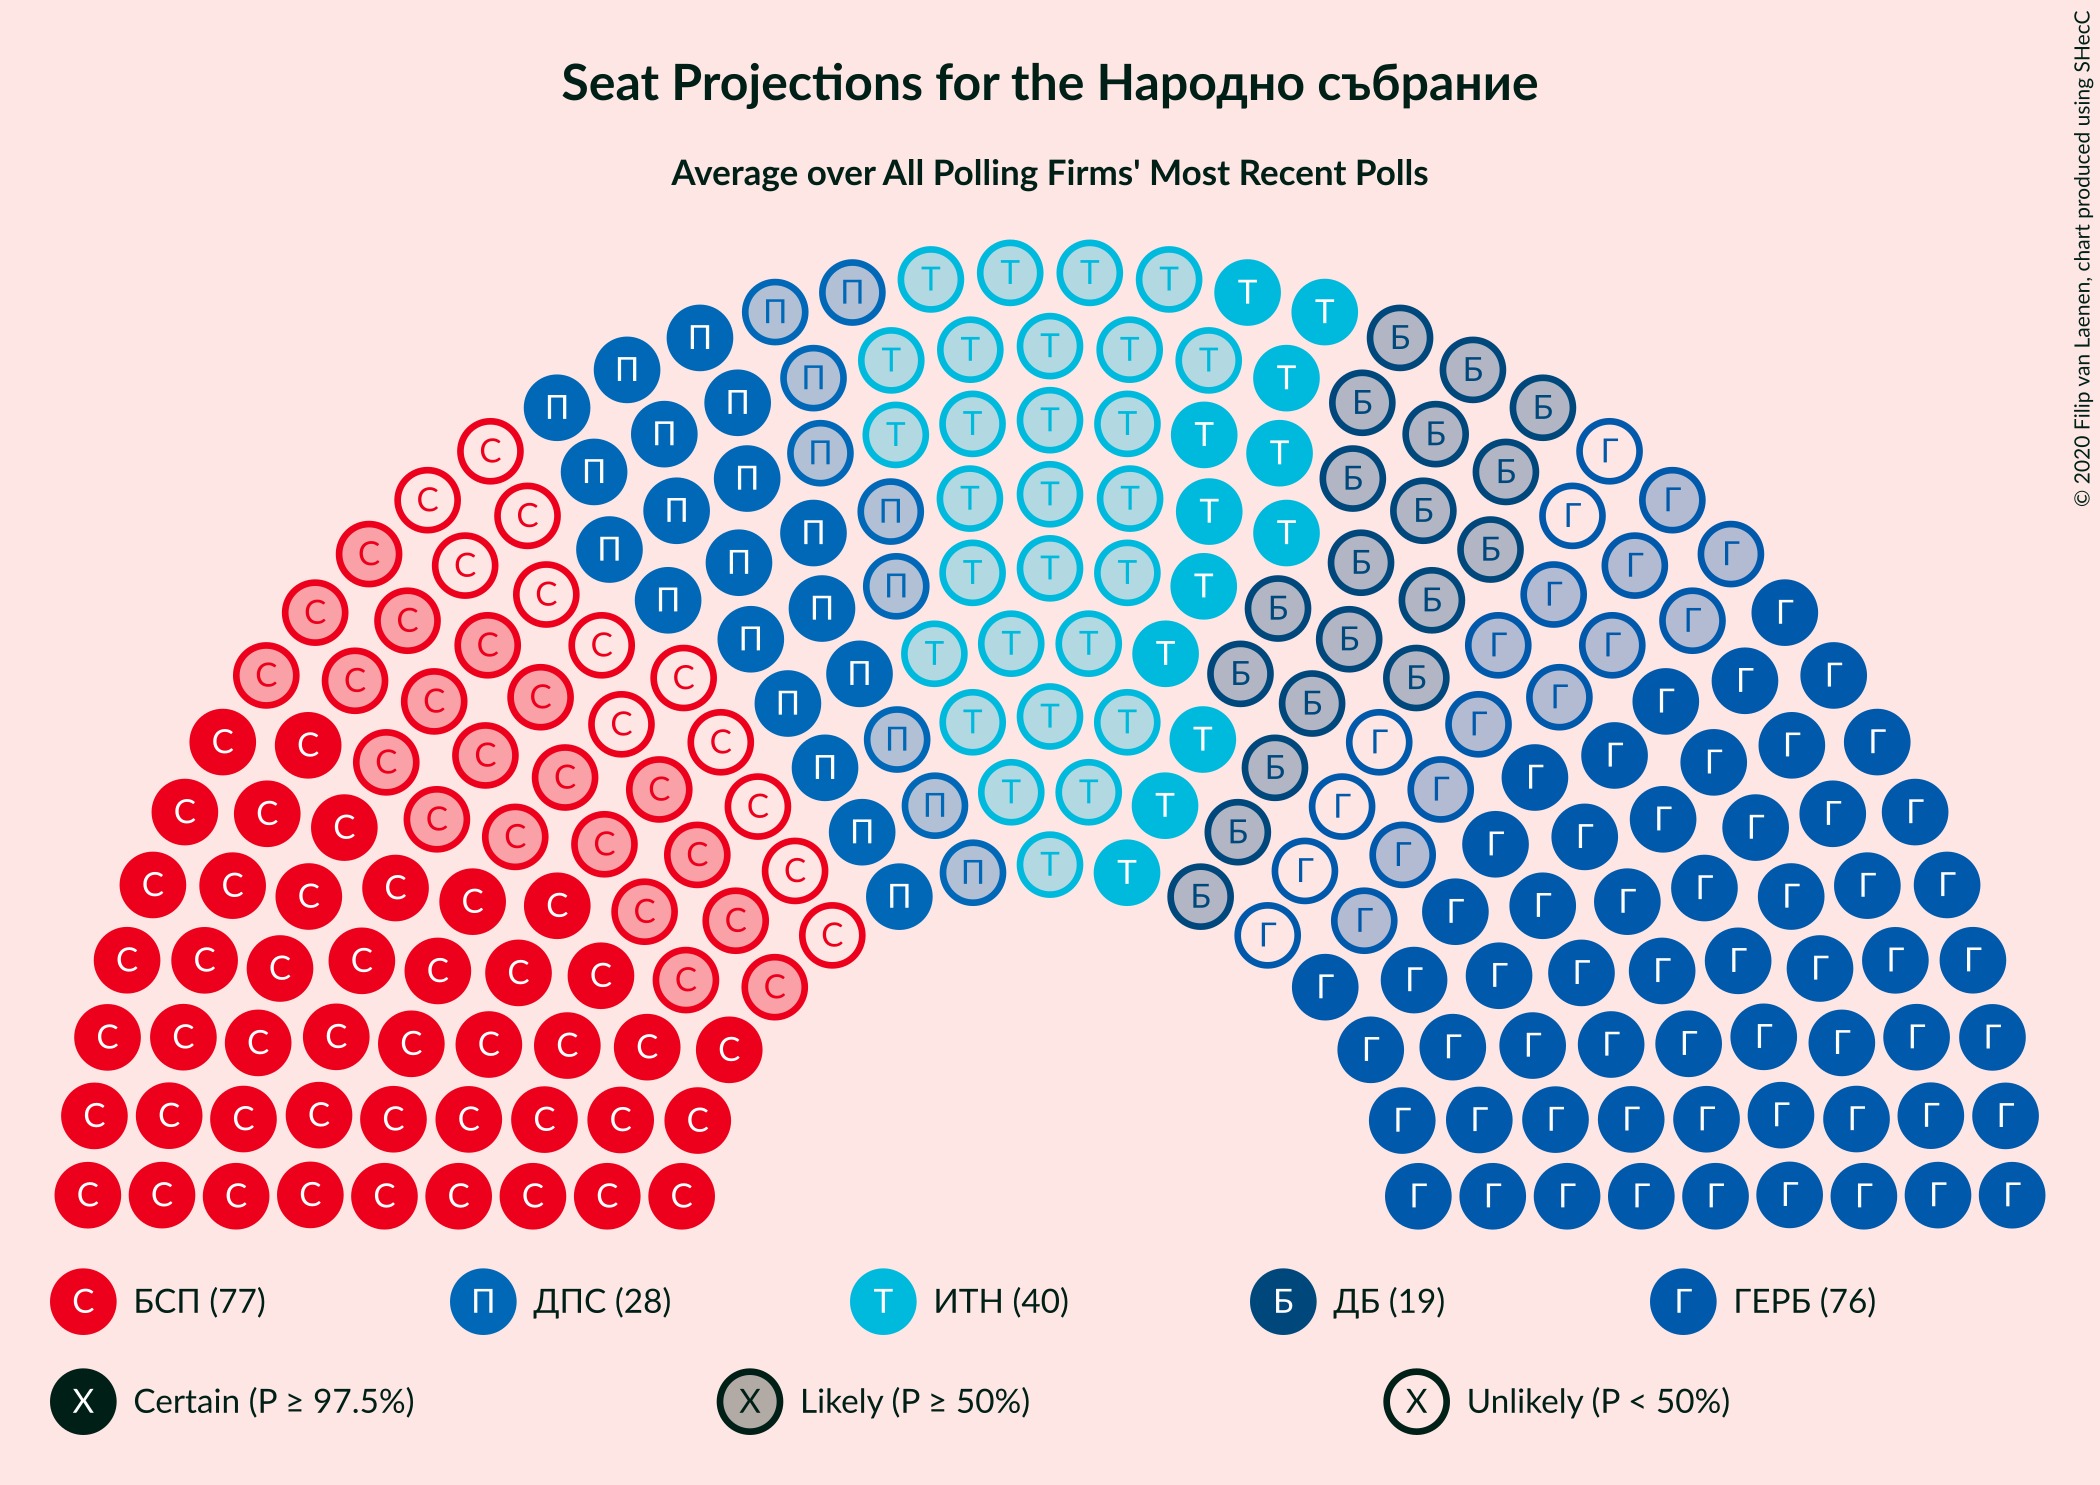 Seat Projections for the Народно събрание
Average over All Polling Firms' Most Recent Polls
© 2020 Filip van Laenen, chart produced using SHecC
С БСП (77) П ДПС (28) Т ИТН (40) Б ДБ (19) Г ГЕРБ (76)
X Certain (P ≥ 97.5%) X Likely (P ≥ 50%) X Unlikely (P < 50%)